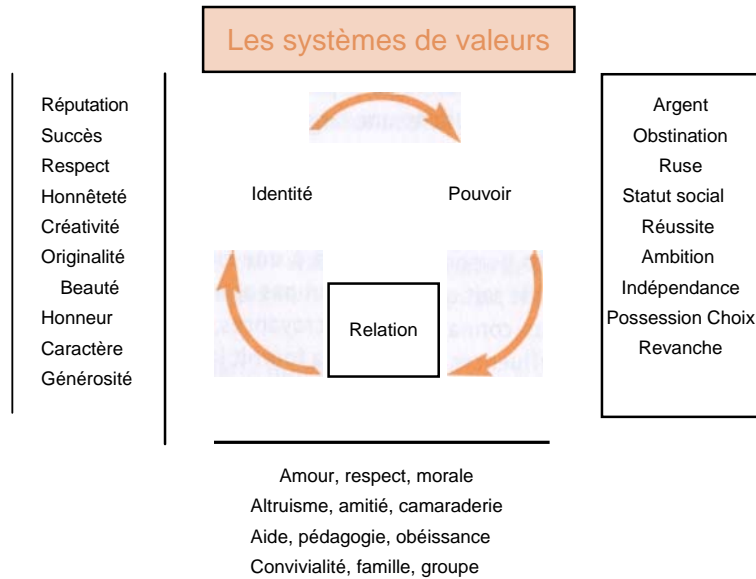 Les systèmes de valeurs
Réputation
Succès
Respect
Honnêteté
Créativité
Originalité
Beauté
Honneur
Caractère
Générosité
Identité
Pouvoir
Relation
Argent
Obstination
Ruse
Statut social
Réussite
Ambition
Indépendance
Possession Choix
Revanche
Amour, respect, morale
Altruisme, amitié, camaraderie
Aide, pédagogie, obéissance
Convivialité, famille, groupe